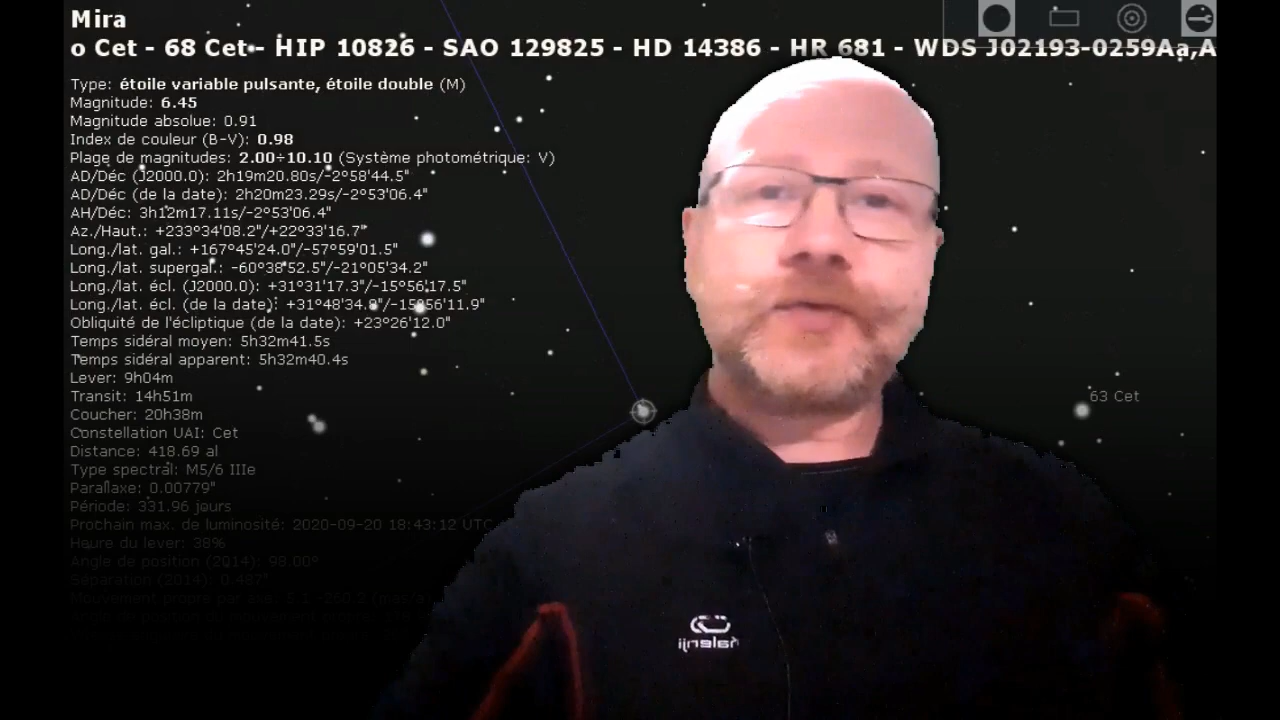 Mira
o Cet - 68 Cet - HIP 10826 - SAO 129825 - HD 14386 - HR 681 - WDS J02193-0259Aa,A
Type: étoile variable pulsante, étoile double (M)
Magnitude: 6.45
Magnitude absolue: 0.91
Index de couleur (B-V): 0.98
Plage de magnitudes: 2.00÷10.10 (Système photométrique: V)
AD/Déc (J2000.0): 2h19m20.80s/-2°58'44.5"
AD/Déc (de la date): 2h20m23.29s/-2°53'06.4"
AH/Déc: 3h12m17.11s/-2°53'06.4"
Az./Haut.: +233°34'08.2"/+22°33'16.7"
Long./lat. gal.: +167°45'24.0"/-57°59'01.5"
Long./lat. supergal.: -60°38'52.5"/-21°05'34.2"
Long./lat. écl. (J2000.0): +31°31'17.3"/-15°56'17.5"
Long./lat. écl. (de la date): +31°48'34.8"/-15°56'11.9"
Obliquité de l'écliptique (de la date): +23°26'12.0"
Temps sidéral moyen: 5h32m41.5s
Temps sidéral apparent: 5h32m40.4s
Lever: 9h04m
Transit: 14h51m
63 Cet
Coucher: 20h38m
Constellation UAI: Cet
Distance: 418.69 al
Type spectral: M5/6 IIIe
Parallaxe: 0.00779"
Période: 331.96 jours
Prochain max. de luminosité: 2020-09-20 18:43:12 UTC
Heure du lever: 38%
Angle de position (2014): 98.00°
Séparation (2014): 0.487"
kalenji